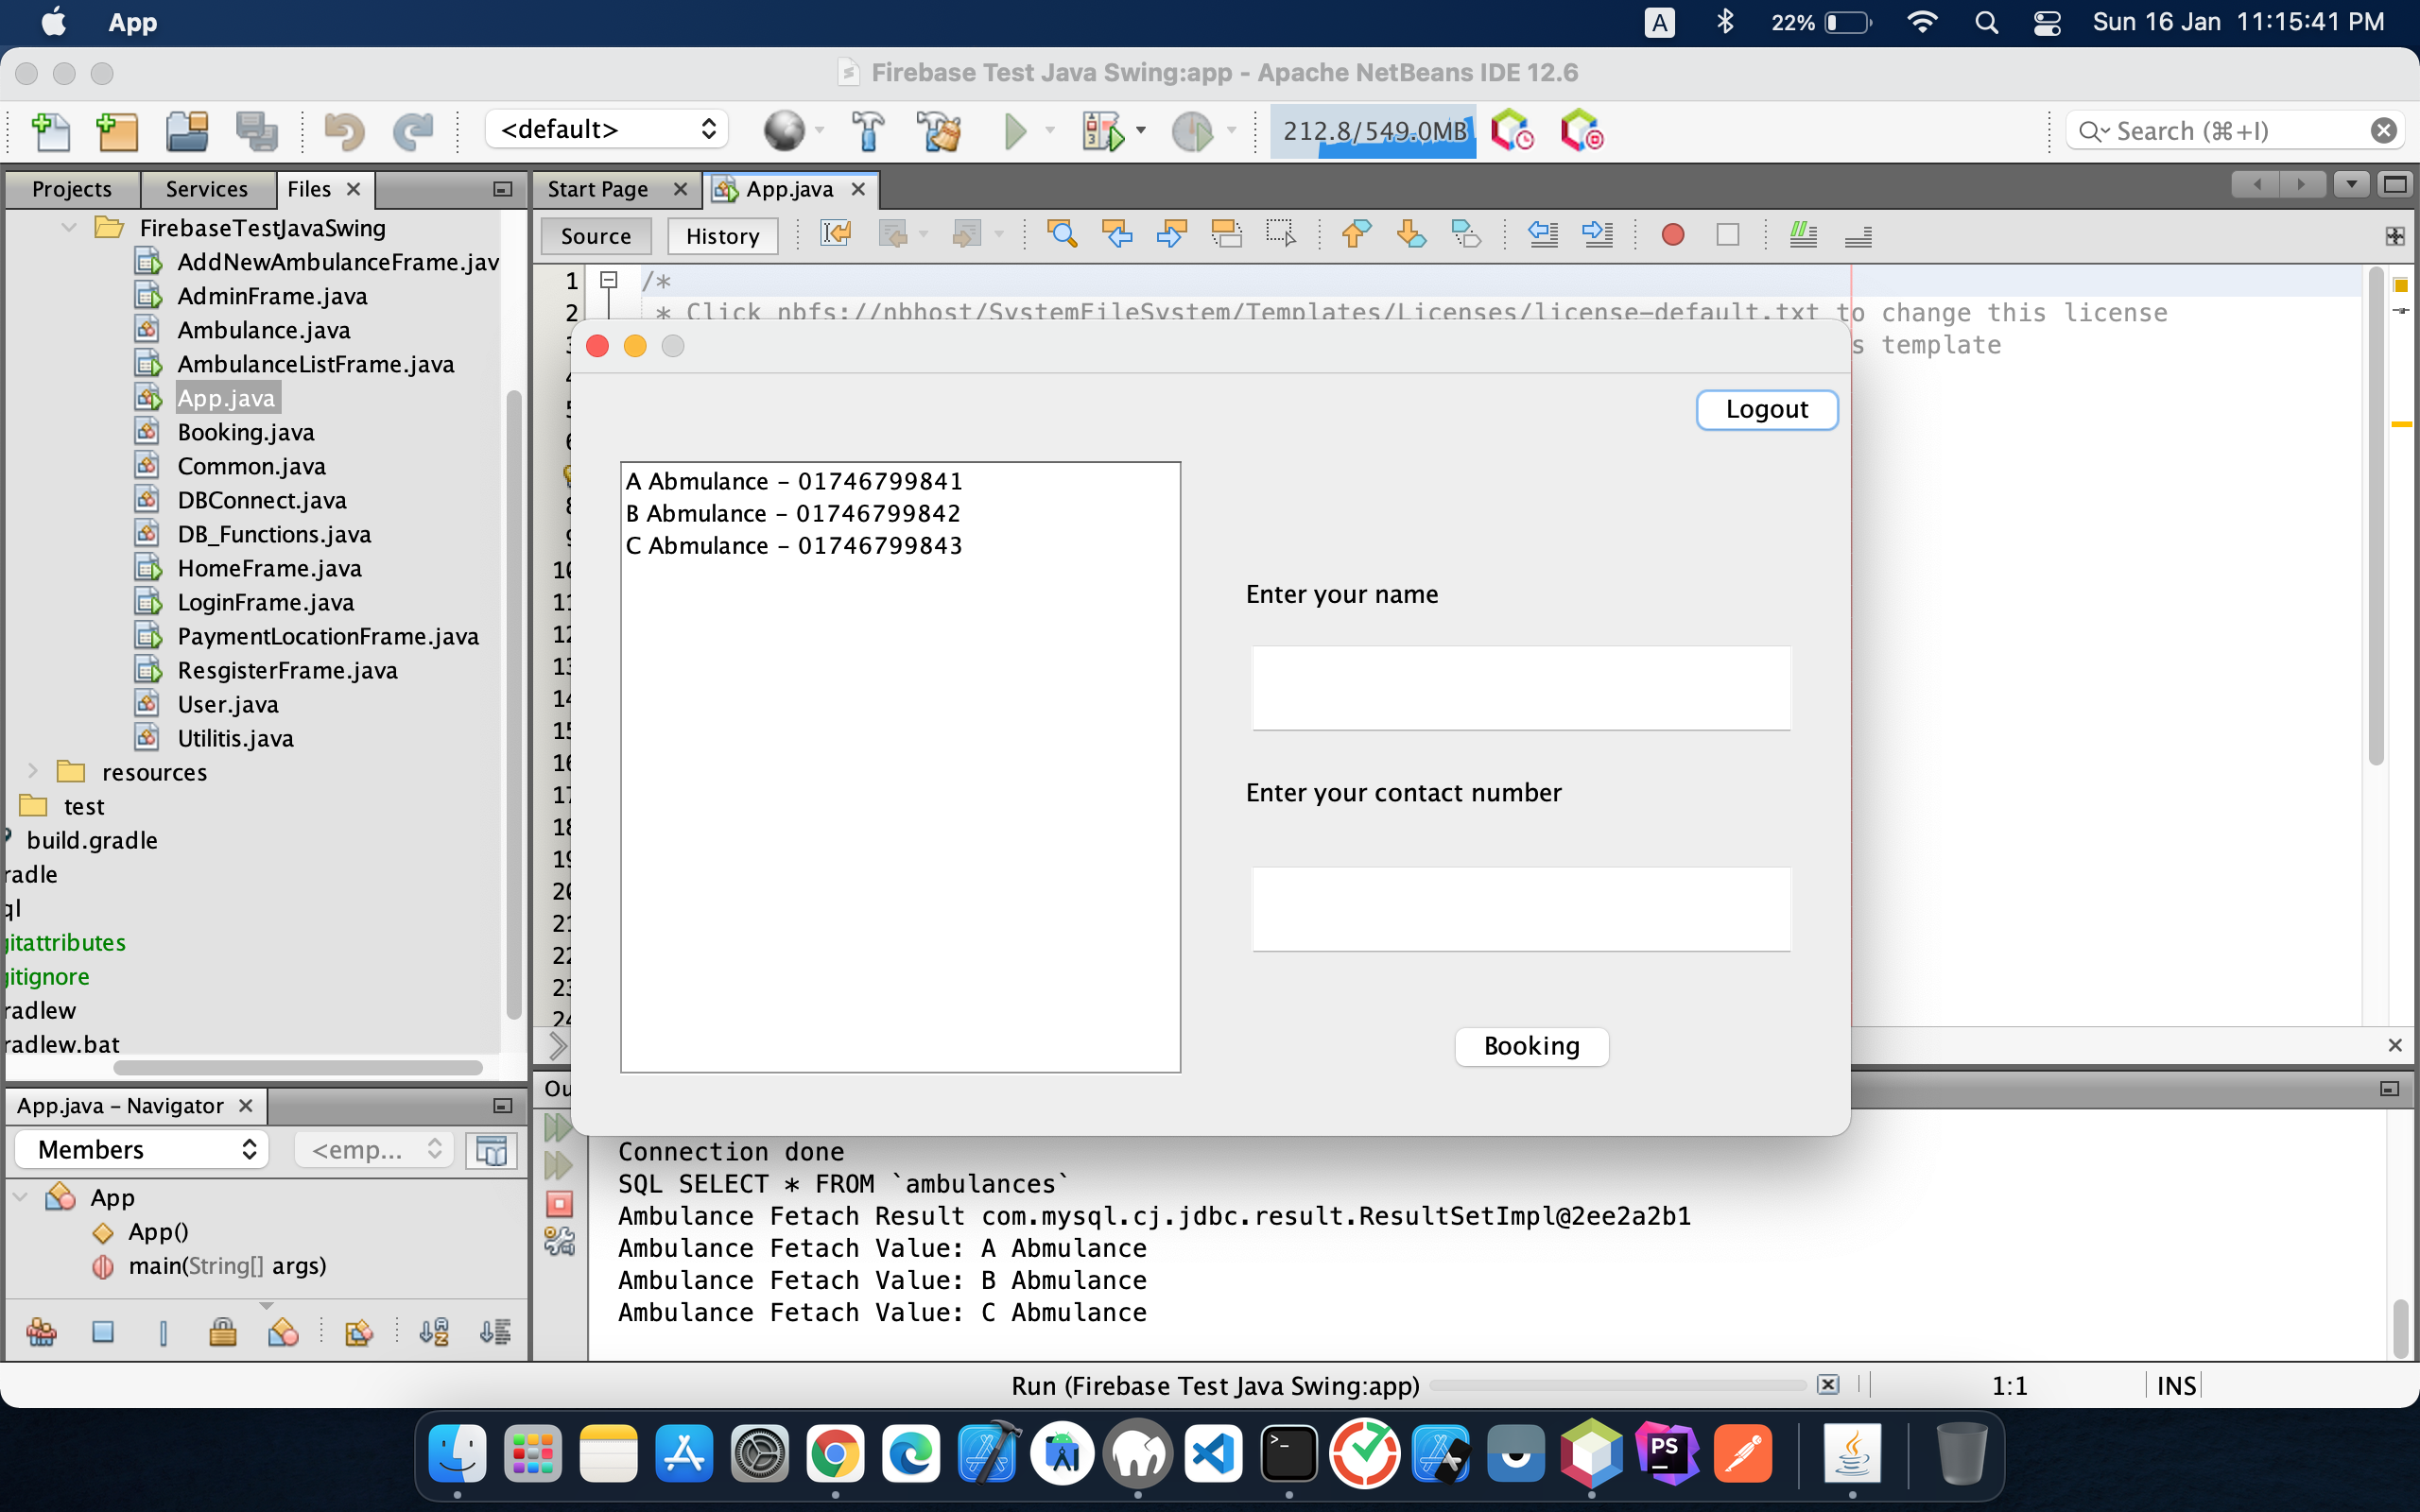 App
A
22%
Sun 16 Jan 11:15:41 PM
Firebase Test Java Swing:app - Apache NetBeans IDE 12.6
<default>
212.8/549.0MB
Search (⌘+I)
Projects
Services
Files
Start Page
App.java
Source
History
FirebaseTestJavaSwing
AddNewAmbulanceFrame.jav
AdminFrame.java
Ambulance.java
AmbulanceListFrame.java
App.java
Booking.java
Common.java
DBConnect.java
DB_Functions.java
HomeFrame.java
LoginFrame.java
PaymentLocationFrame.java
ResgisterFrame.java
User.java
Utilitis.java
resources
test
build.gradle
radle
ql
gitattributes
gitignore
radlew
radlew.bat
1 /*
2 * Click nbfs://nbhost/SystemFileSystem/Templates/Licenses/license-default.txt to change this license
s template
Logout
A Abmulance - 01746799841
B Abmulance - 01746799842
C Abmulance - 01746799843
Enter your name
Enter your contact number
Booking
App.java - Navigator
Members
<emp...
App
App()
main(String[] args)
Ou
Connection done
SQL SELECT * FROM `ambulances`
Ambulance Fetach Result com.mysql.cj.jdbc.result.ResultSetImpl@2ee2a2b1
Ambulance Fetach Value: A Abmulance
Ambulance Fetach Value: B Abmulance
Ambulance Fetach Value: C Abmulance
Run (Firebase Test Java Swing:app)
1:1
INS
PS